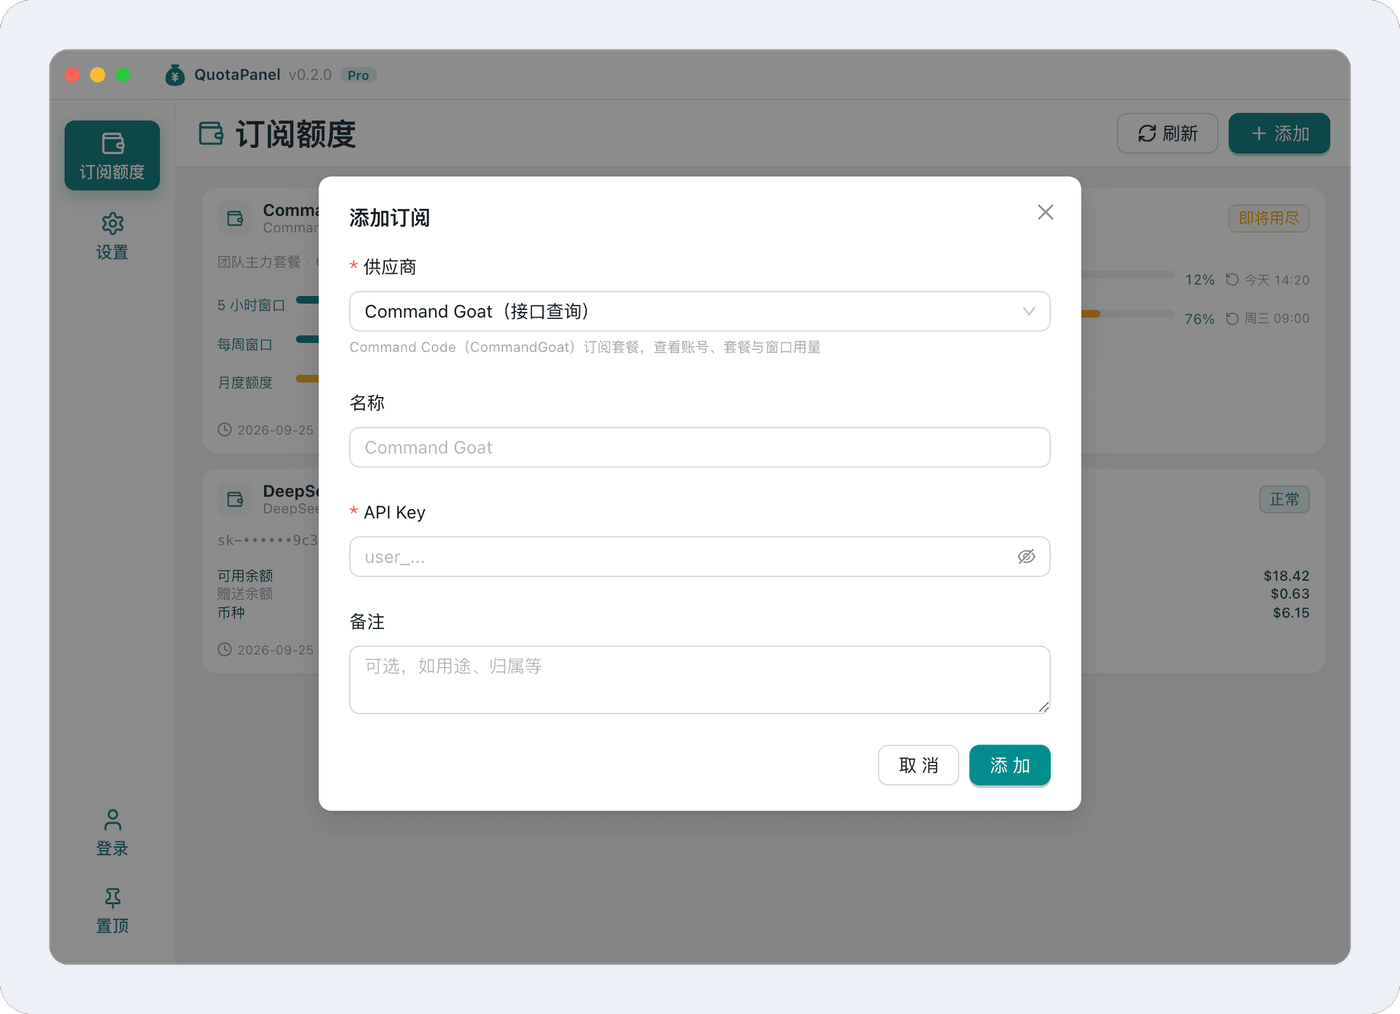 QuotaPanel v0.2.0 Pro
订阅额度
设置
登录
置顶
订阅额度
刷新
+ 添加
团队主力套餐
5 小时窗口
每周窗口
月度额度
2026-09-25
即将用尽
12% 今天 14:20
76% 周三 09:00
sk-••••••9c3
可用余额
赠送余额
币种
2026-09-25
正常
$18.42
$0.63
$6.15
添加订阅
* 供应商
Command Goat（接口查询）
Command Code（CommandGoat）订阅套餐，查看账号、套餐与窗口用量
名称
Command Goat
* API Key
user_...
备注
可选，如用途、归属等
取 消
添 加